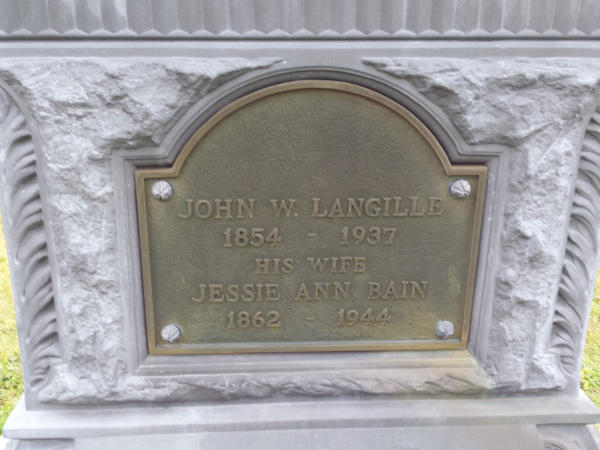 JOHN W. LANGILLE
1854 - 1937
HIS WIFE
JESSIE ANN BAIN
1862 - 1944